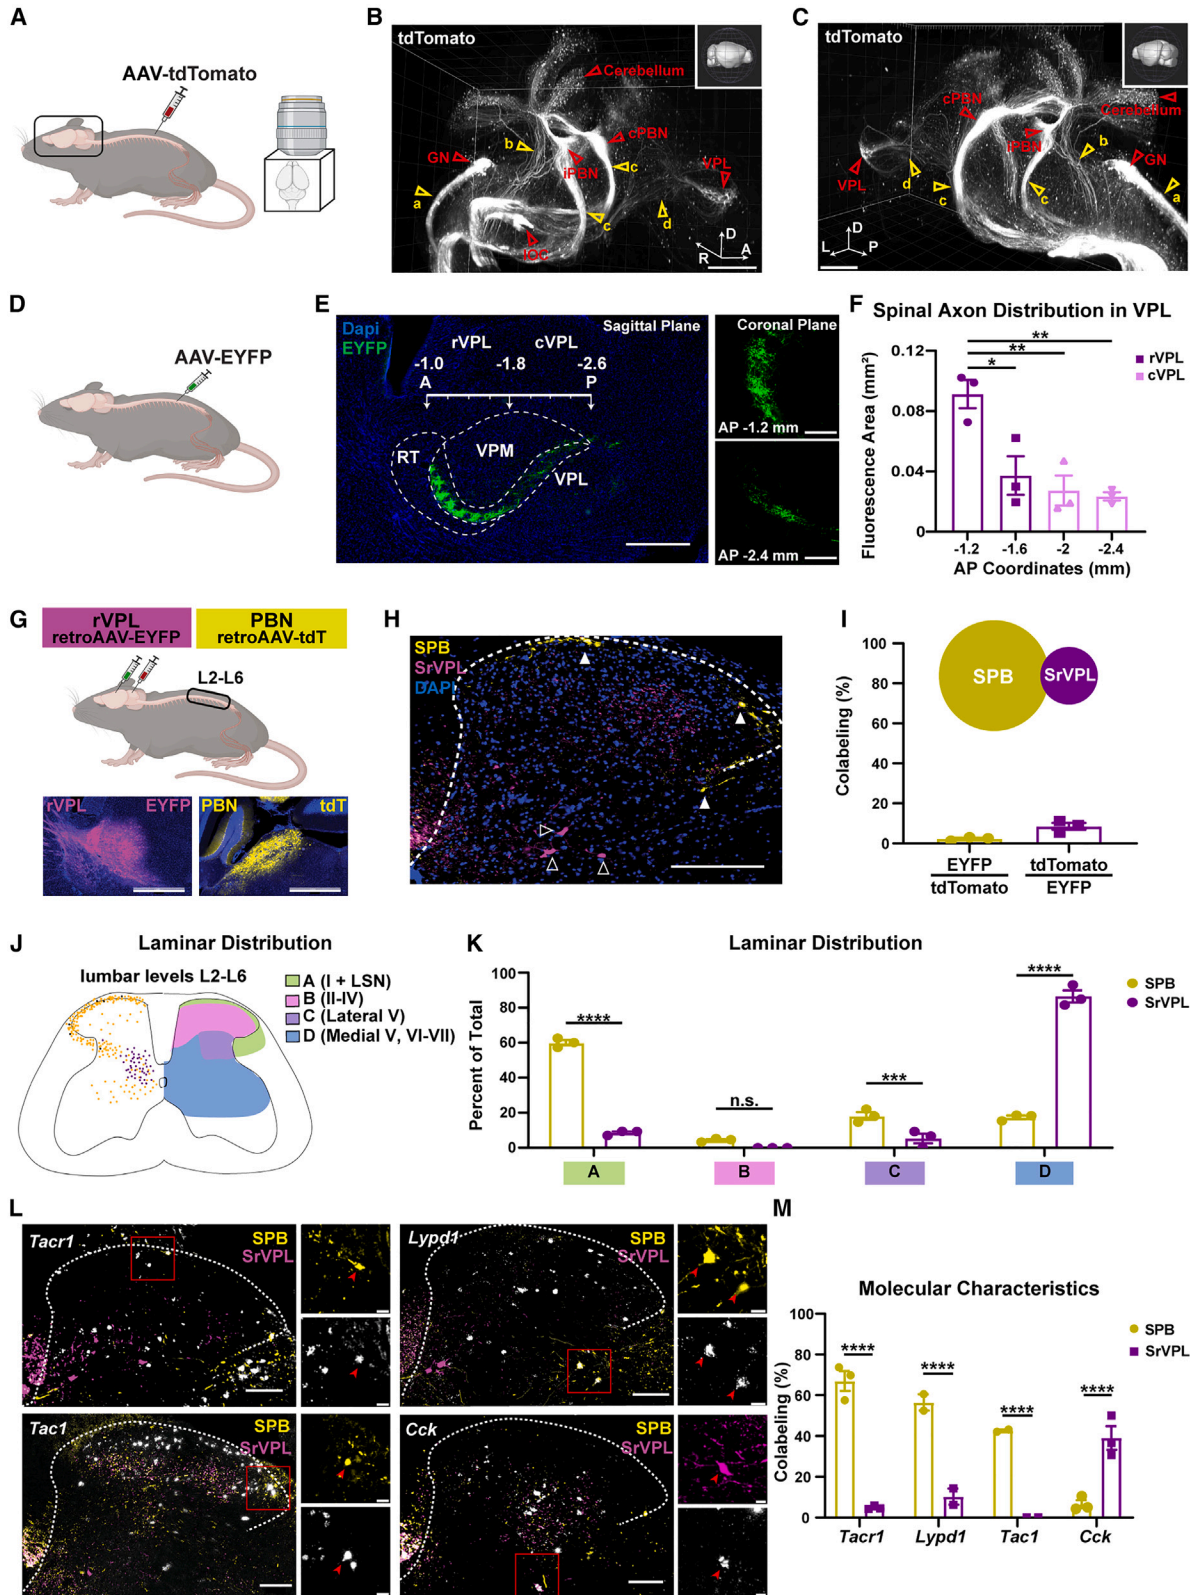 A
AAV-tdTomato
B
tdTomato
Cerebellum
cPBN
b
GN
iPBN
c
VPL
a
c
d
IOC
D
R
A
C
tdTomato
cPBN
Cerebellum
iPBN
b
GN
VPL
d
c
c
a
D
L
P
D
AAV-EYFP
E
Dapi
EYFP
Sagittal Plane
rVPL
cVPL
-1.0
-1.8
-2.6
A
P
RT
VPM
VPL
Coronal Plane
AP -1.2 mm
AP -2.4 mm
F
Spinal Axon Distribution in VPL
Fluorescence Area (mm²)
0.12
0.08
0.04
0
**
**
*
rVPL
cVPL
-1.2
-1.6
-2
-2.4
AP Coordinates (mm)
G
rVPL
retroAAV-EYFP
PBN
retroAAV-tdT
L2-L6
rVPL
EYFP
PBN
tdT
H
SPB
SrVPL
DAPI
I
Colabeling (%)
100
80
60
40
20
0
SPB
SrVPL
EYFP
tdTomato
tdTomato
EYFP
J
Laminar Distribution
lumbar levels L2-L6
A (I + LSN)
B (II-IV)
C (Lateral V)
D (Medial V, VI-VII)
K
Laminar Distribution
Percent of Total
100
80
60
40
20
0
****
n.s.
***
****
SPB
SrVPL
A
B
C
D
L
Tacr1
SPB
SrVPL
Lypd1
SPB
SrVPL
Tac1
SPB
SrVPL
Cck
SPB
SrVPL
M
Molecular Characteristics
Colabeling (%)
100
80
60
40
20
0
****
****
****
****
SPB
SrVPL
Tacr1
Lypd1
Tac1
Cck